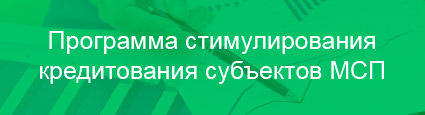 Программа стимулирования
кредитования субъектов МСП